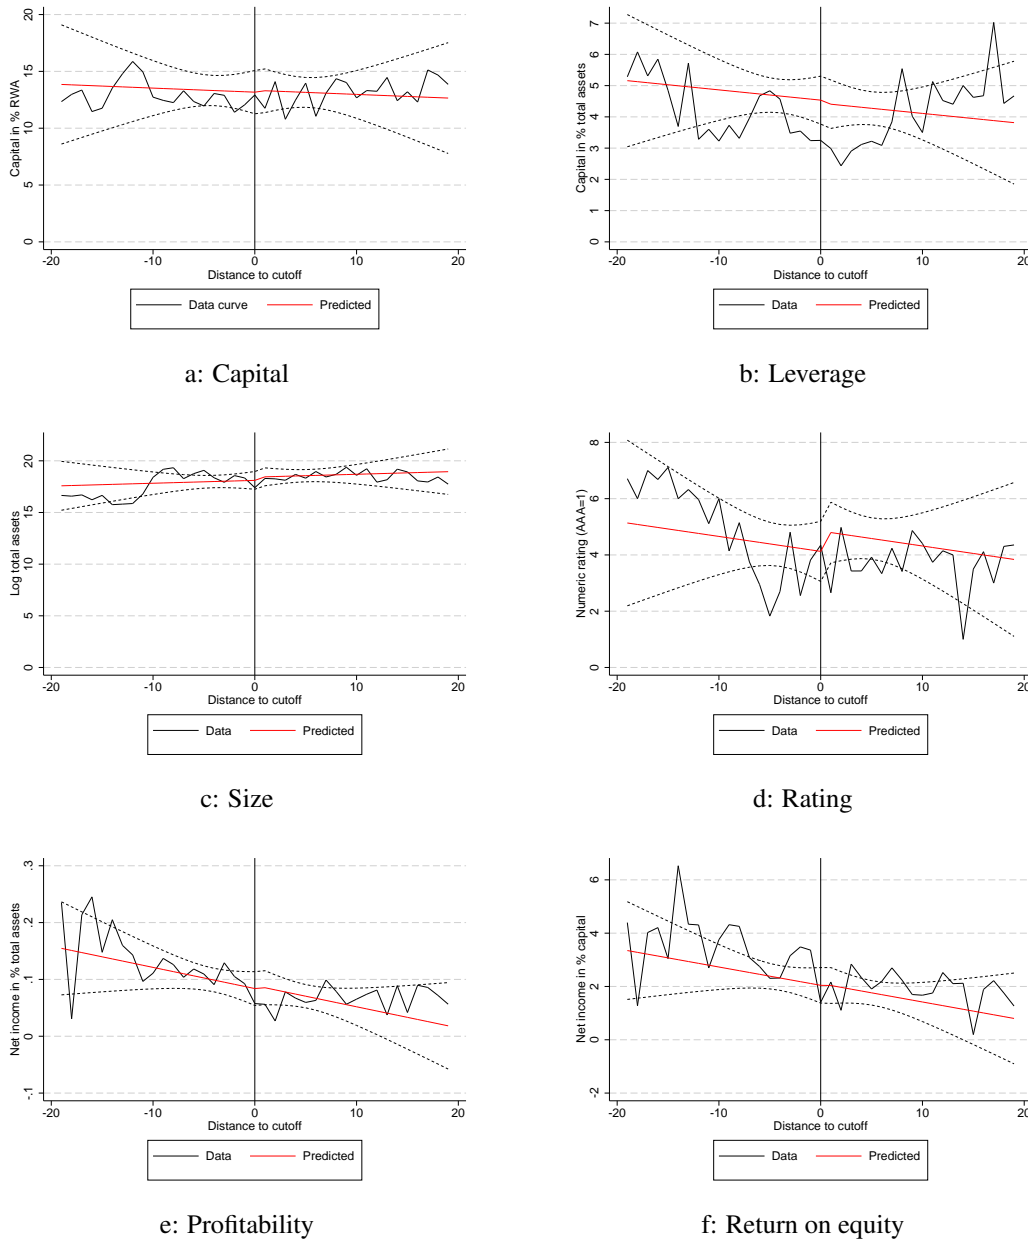 Capital in % RWA
0 5 10 15 20
-20 -10 0 10 20
Distance to cutoff
Data curve Predicted
a: Capital
Capital in % total assets
0 1 2 3 4 5 6 7
-20 -10 0 10 20
Distance to cutoff
Data Predicted
b: Leverage
Log total assets
0 5 10 15 20
-20 -10 0 10 20
Distance to cutoff
Data Predicted
c: Size
Numeric rating (AAA=1)
0 2 4 6 8
-20 -10 0 10 20
Distance to cutoff
Data Predicted
d: Rating
Net income in % total assets
-.1 0 .1 .2 .3
-20 -10 0 10 20
Distance to cutoff
Data Predicted
e: Profitability
Net income in % capital
-2 0 2 4 6
-20 -10 0 10 20
Distance to cutoff
Data Predicted
f: Return on equity